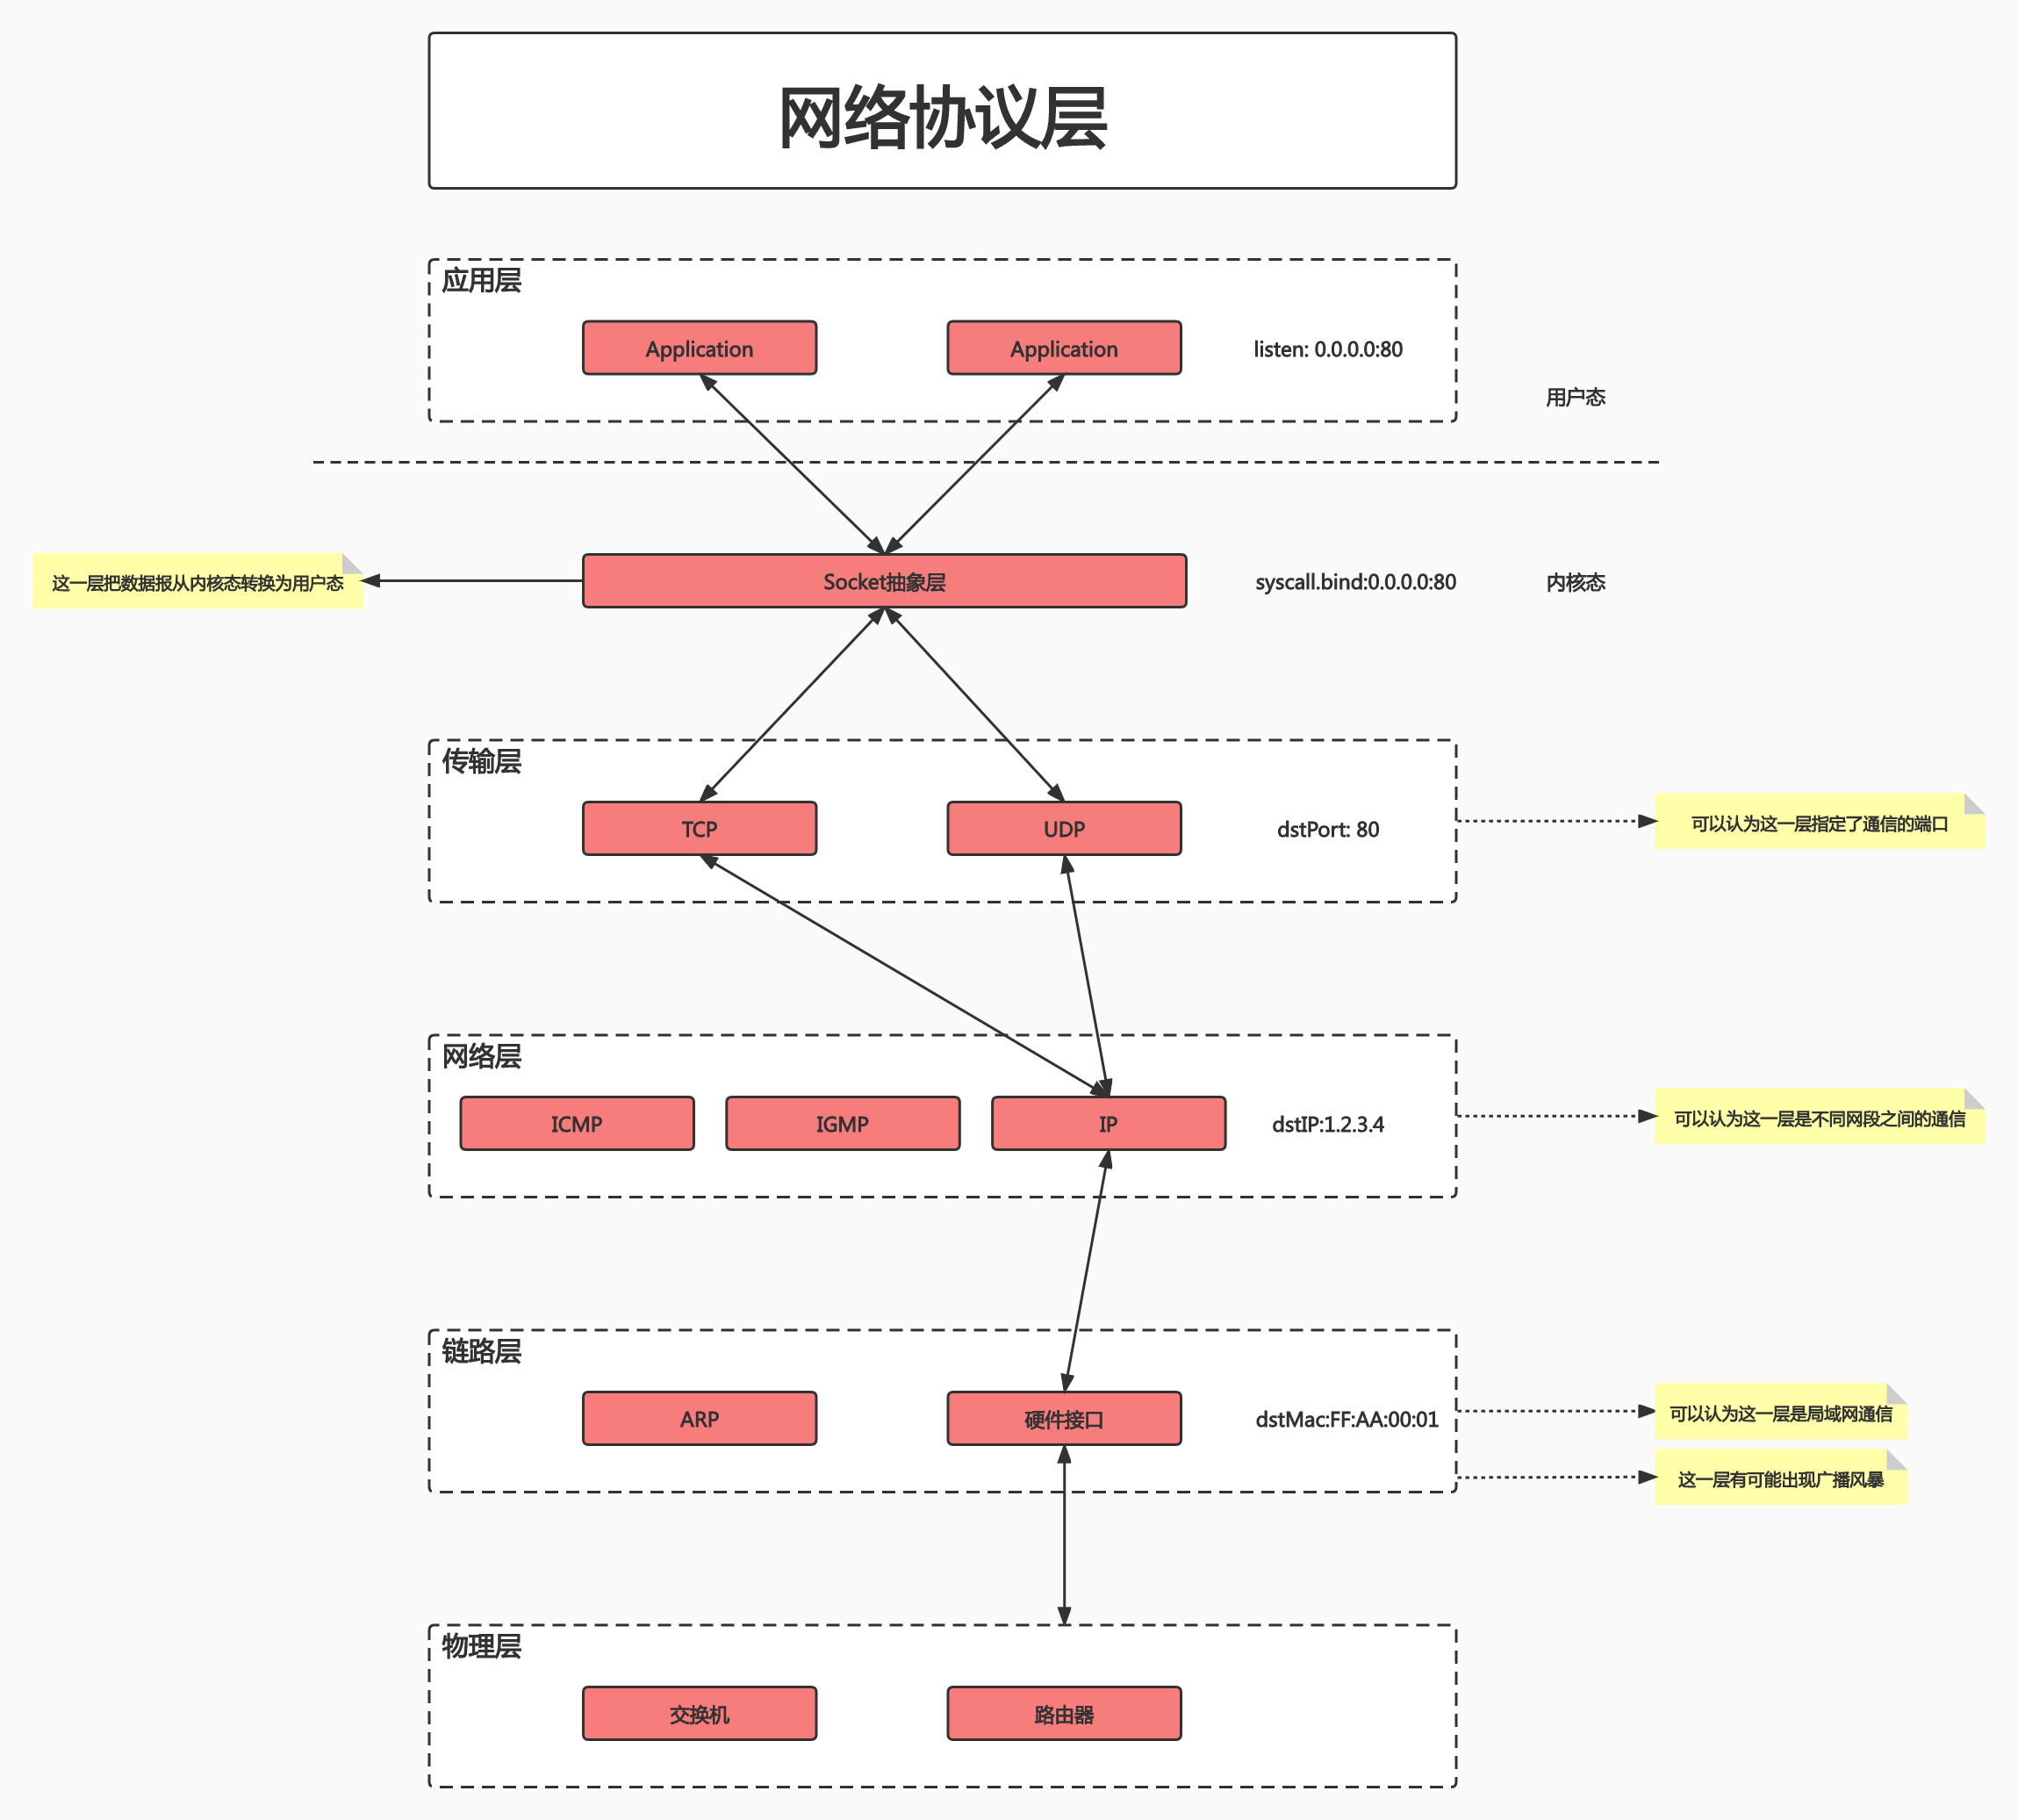 网络协议层
应用层
Application
Application
listen: 0.0.0.0:80
用户态
这一层把数据报从内核态转换为用户态
Socket抽象层
syscall.bind:0.0.0.0:80
内核态
传输层
TCP
UDP
dstPort: 80
可以认为这一层指定了通信的端口
网络层
ICMP
IGMP
IP
dstIP:1.2.3.4
可以认为这一层是不同网段之间的通信
链路层
ARP
硬件接口
dstMac:FF:AA:00:01
可以认为这一层是局域网通信
这一层有可能出现广播风暴
物理层
交换机
路由器